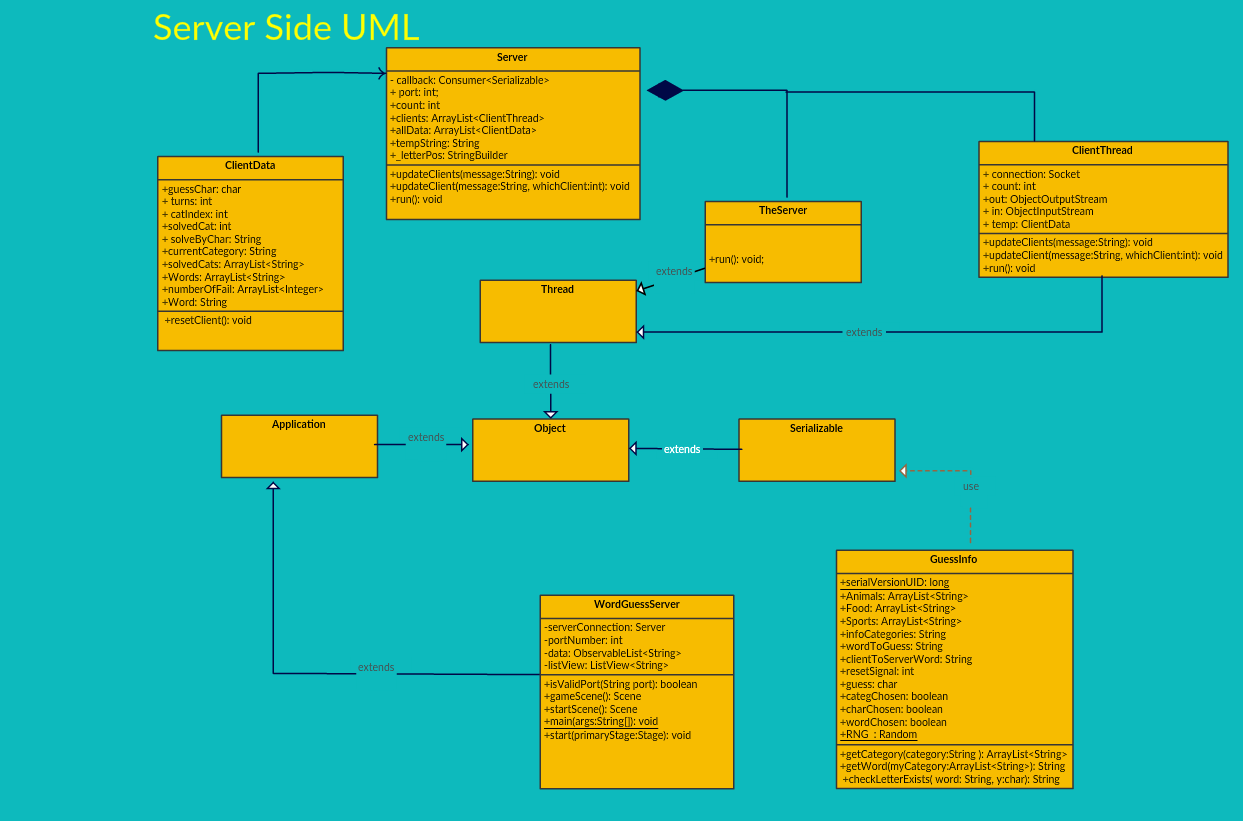 Server Side UML
Server
- callback: Consumer<Serializable>
+ port: int;
+count: int
+clients: ArrayList<ClientThread>
+allData: ArrayList<ClientData>
+tempString: String
+_letterPos: StringBuilder
+updateClients(message:String): void
+updateClient(message:String, whichClient:int): void
+run(): void
ClientData
+guessChar: char
+ turns: int
+ catIndex: int
+solvedCat: int
+ solveByChar: String
+currentCategory: String
+solvedCats: ArrayList<String>
+Words: ArrayList<String>
+numberOfFail: ArrayList<Integer>
+Word: String
+resetClient(): void
ClientThread
+ connection: Socket
+ count: int
+out: ObjectOutputStream
+ in: ObjectInputStream
+ temp: ClientData
+updateClients(message:String): void
+updateClient(message:String, whichClient:int): void
+run(): void
TheServer
+run(): void;
extends
Thread
extends
extends
Application
extends
Object
extends
Serializable
use
GuessInfo
+serialVersionUID: long
+Animals: ArrayList<String>
+Food: ArrayList<String>
+Sports: ArrayList<String>
+infoCategories: String
+wordToGuess: String
+clientToServerWord: String
+resetSignal: int
+guess: char
+categChosen: boolean
+charChosen: boolean
+wordChosen: boolean
+RNG : Random
+getCategory(category:String ): ArrayList<String>
+getWord(myCategory:ArrayList<String>): String
+checkLetterExists( word: String, y:char): String
WordGuessServer
-serverConnection: Server
-portNumber: int
-data: ObservableList<String>
-listView: ListView<String>
+isValidPort(String port): boolean
+gameScene(): Scene
+startScene(): Scene
+main(args:String[]): void
+start(primaryStage:Stage): void
extends